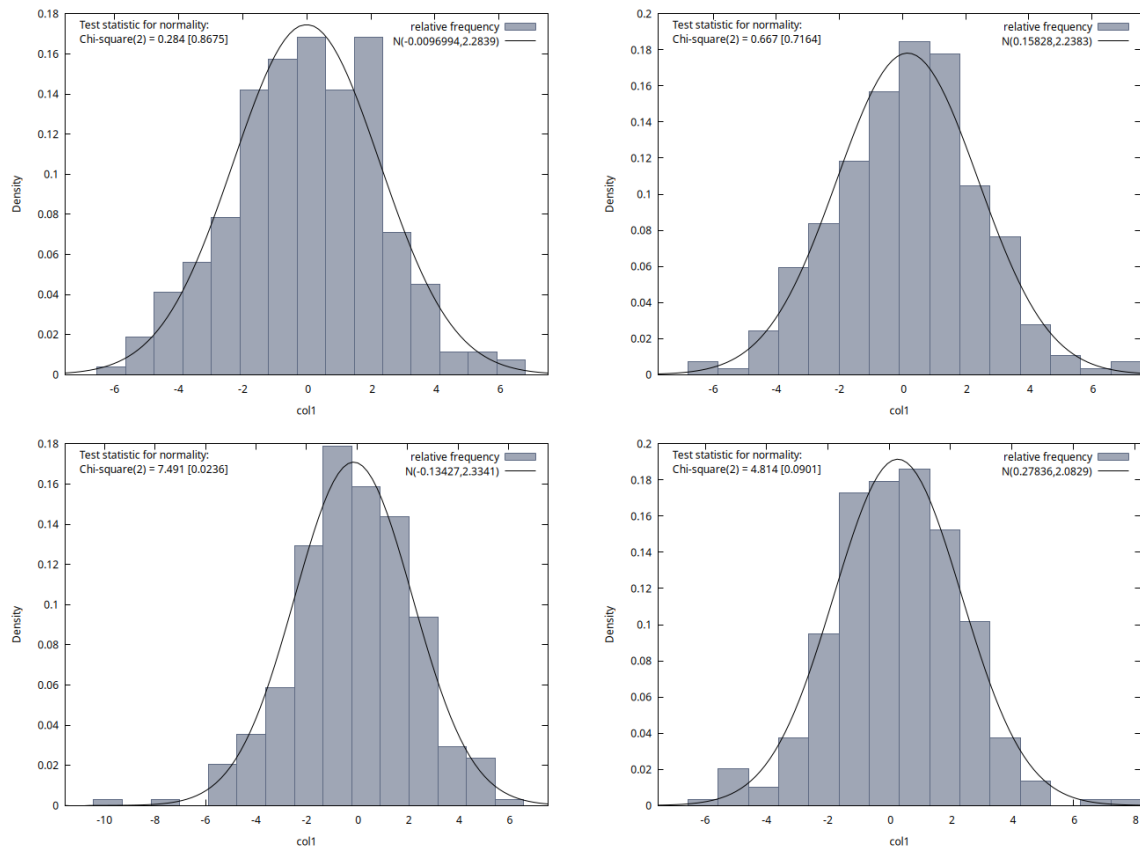 Test statistic for normality:
Chi-square(2) = 0.284 [0.8675]
relative frequency
N(-0.0096994,2.2839)
0.18
0.16
0.14
0.12
0.1
0.08
0.06
0.04
0.02
0
Density
-6 -4 -2 0 2 4 6
col1
Test statistic for normality:
Chi-square(2) = 0.667 [0.7164]
relative frequency
N(0.15828,2.2383)
0.2
0.18
0.16
0.14
0.12
0.1
0.08
0.06
0.04
0.02
0
Density
-6 -4 -2 0 2 4 6
col1
Test statistic for normality:
Chi-square(2) = 7.491 [0.0236]
relative frequency
N(-0.13427,2.3341)
0.18
0.16
0.14
0.12
0.1
0.08
0.06
0.04
0.02
0
Density
-10 -8 -6 -4 -2 0 2 4 6
col1
Test statistic for normality:
Chi-square(2) = 4.814 [0.0901]
relative frequency
N(0.27836,2.0829)
0.2
0.18
0.16
0.14
0.12
0.1
0.08
0.06
0.04
0.02
0
Density
-6 -4 -2 0 2 4 6 8
col1